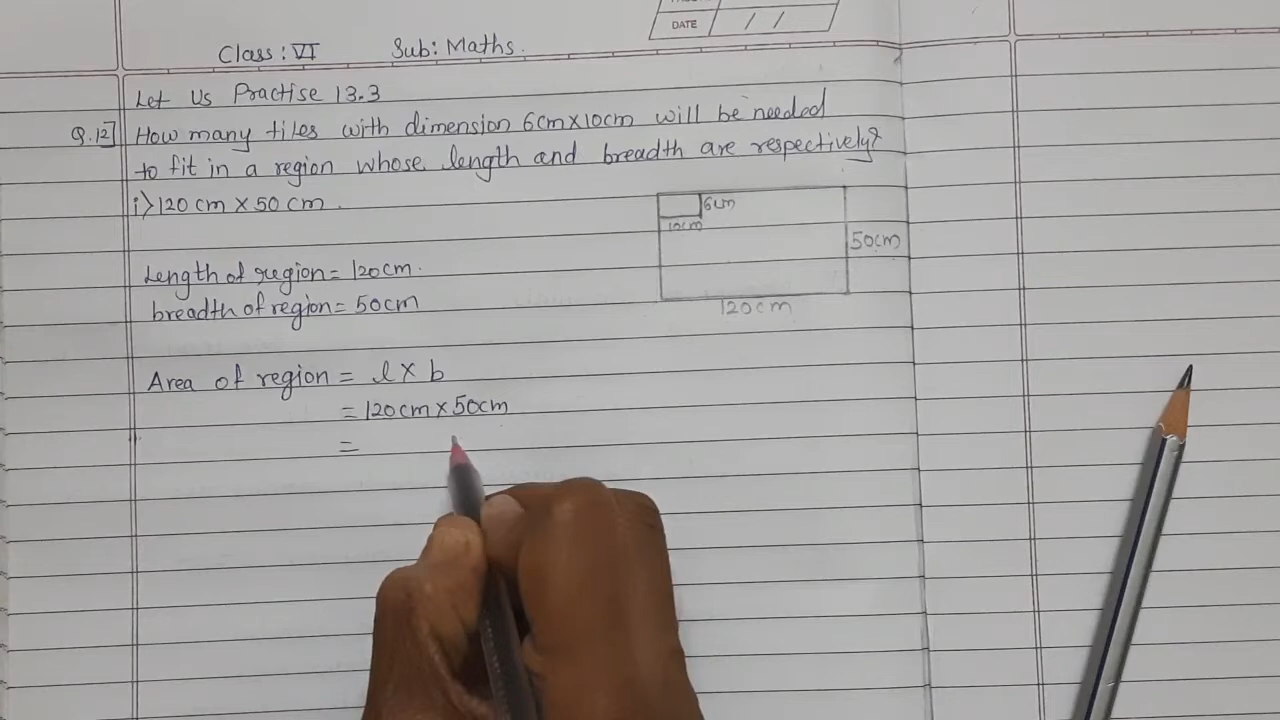 DATE / /
Class: VI Sub: Maths.
Let Us Practise 13.3
Q.12] How many tiles with dimension 6cm×10cm will be needed
to fit in a region whose length and breadth are respectively?
i> 120 cm × 50 cm.
6cm
10cm
50cm
120cm
Length of region = 120cm.
breadth of region = 50cm
Area of region = l × b
= 120cm × 50cm
=